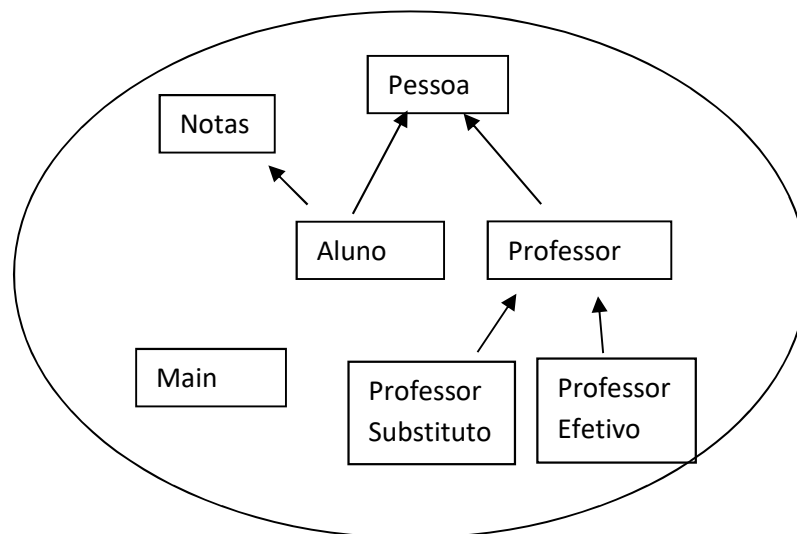 Pessoa
Notas
Aluno
Professor
Main
Professor
Substituto
Professor
Efetivo